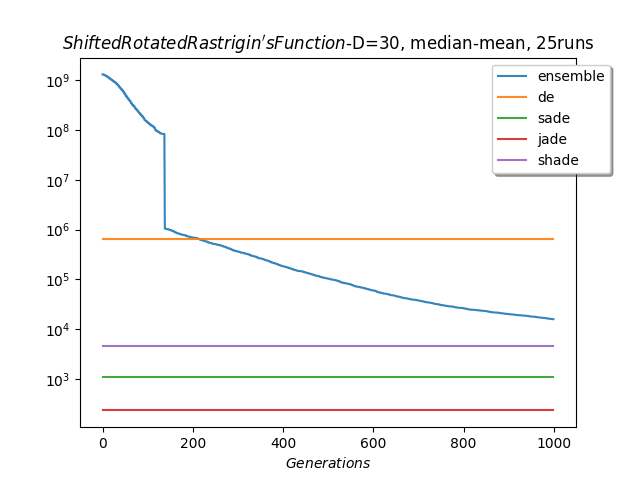 ShiftedRotatedRastrigin'sFunction-D=30, median-mean, 25runs
ensemble
de
sade
jade
shade
10^9
10^8
10^7
10^6
10^5
10^4
10^3
0 200 400 600 800 1000
Generations